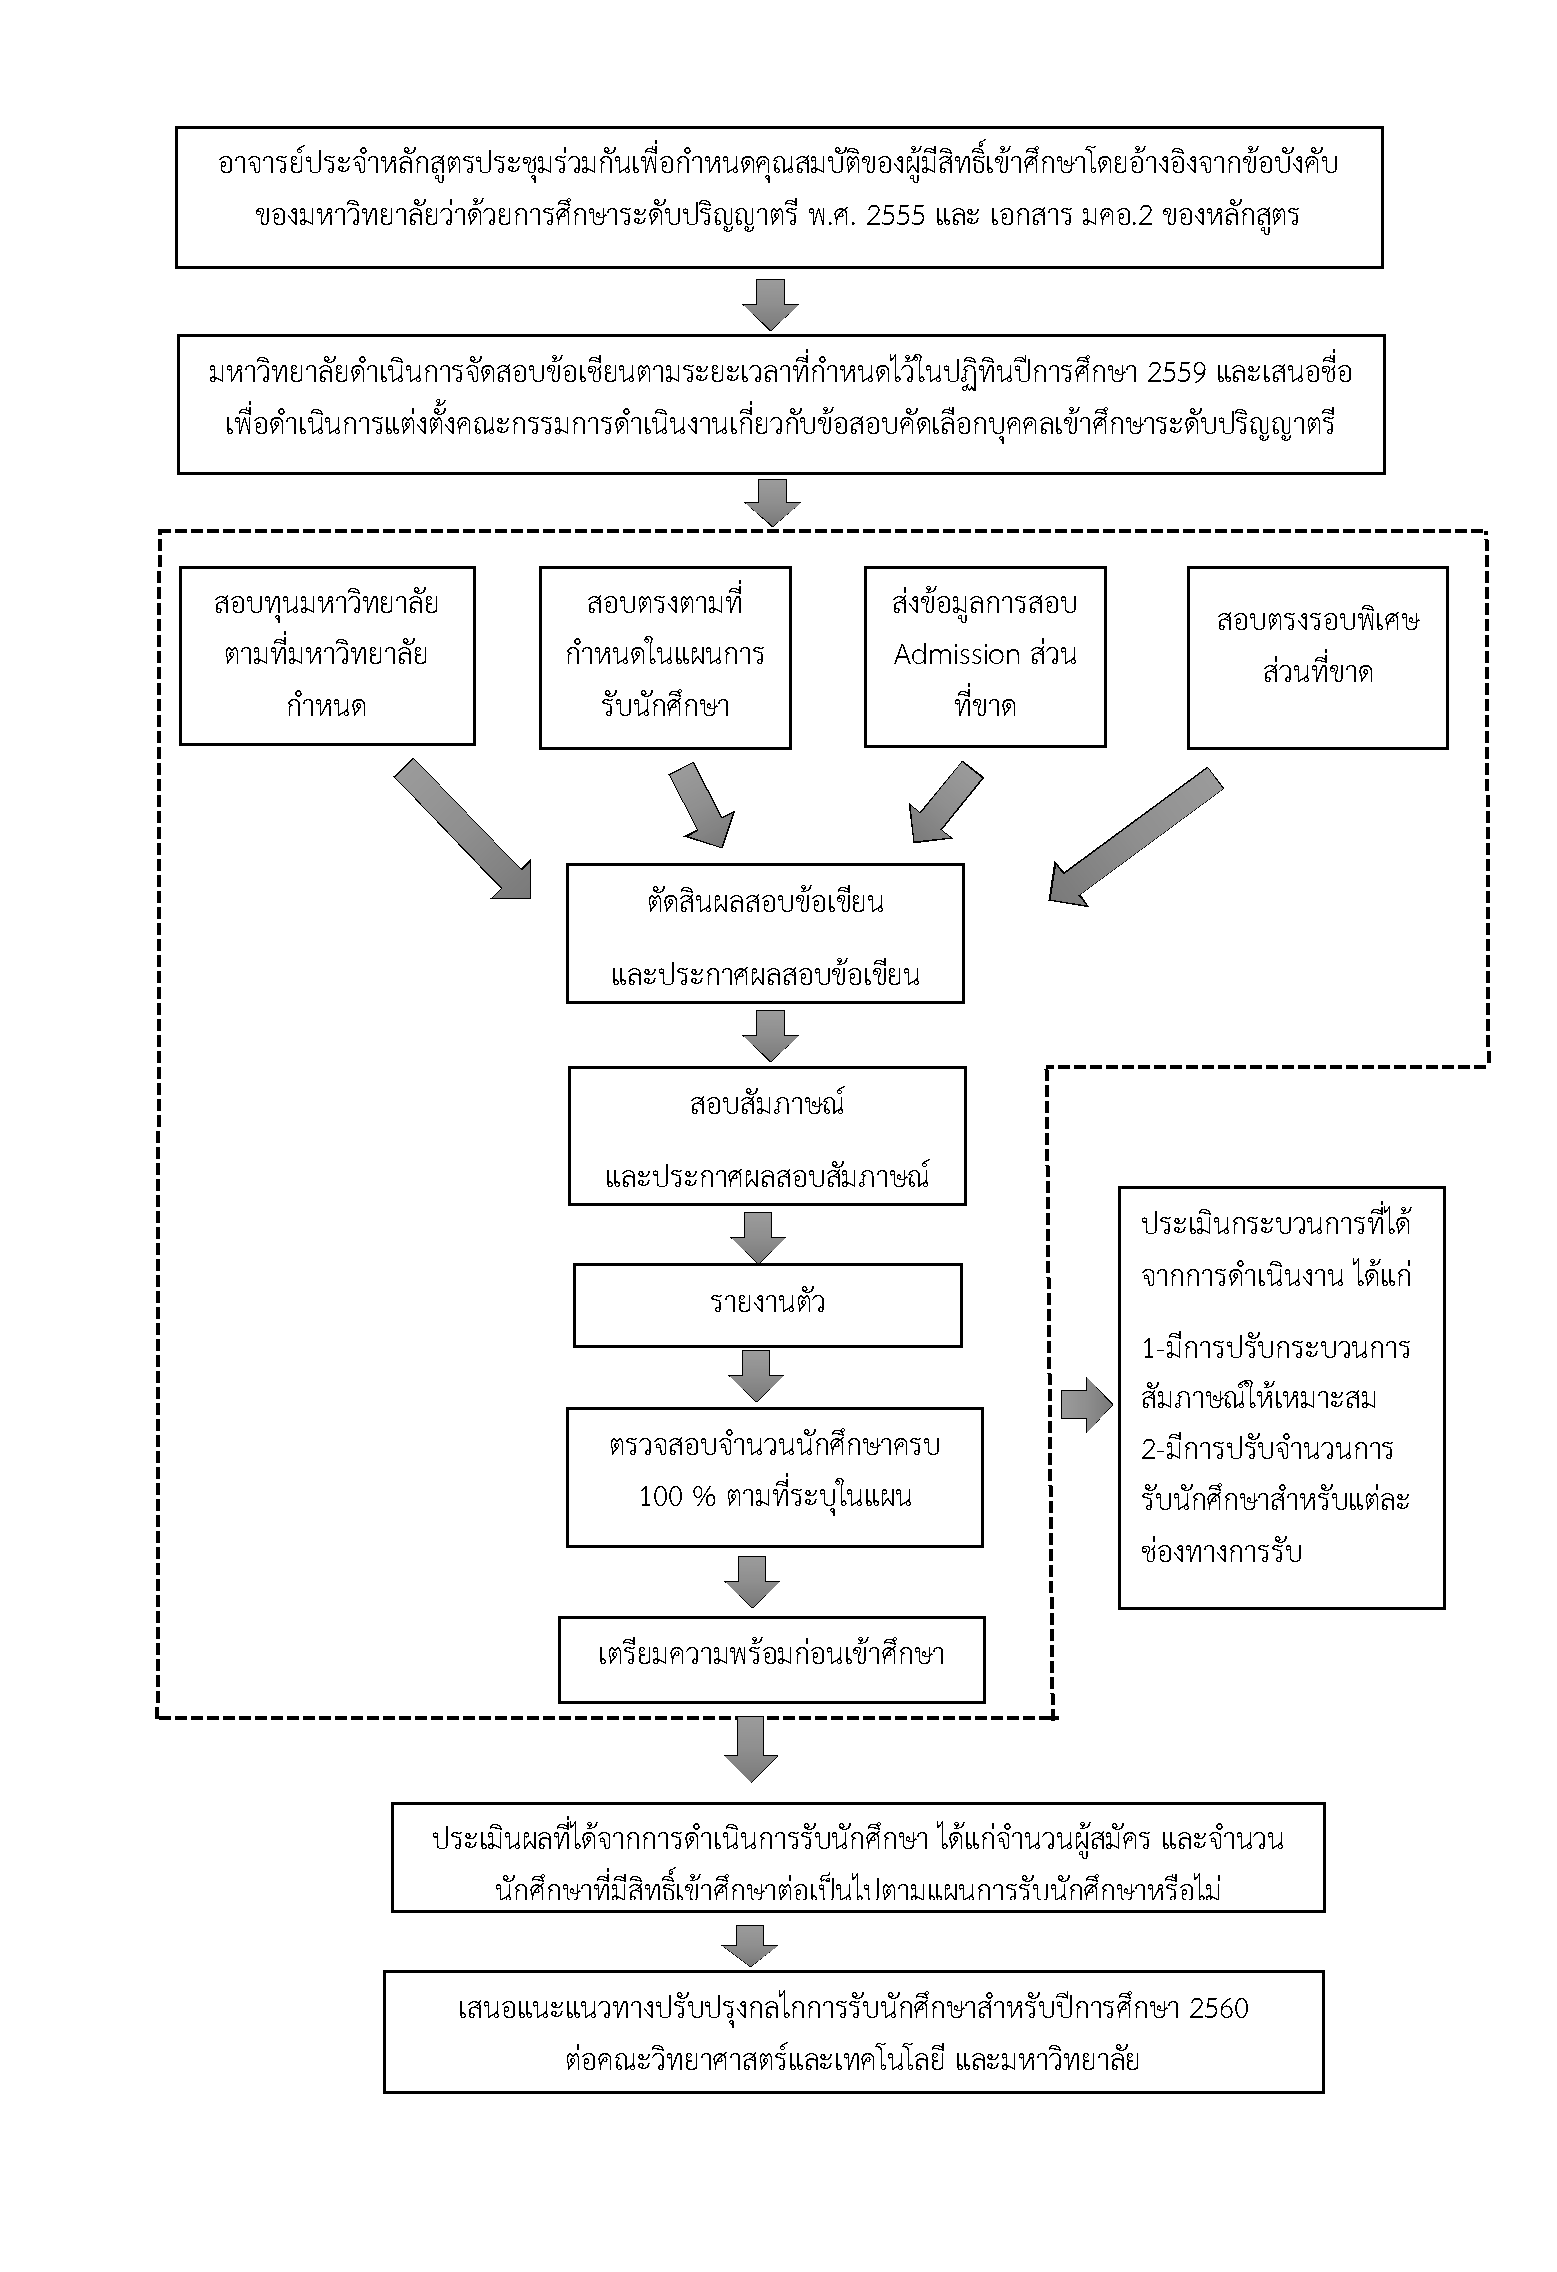 อาจารย์ประจำหลักสูตรประชุมร่วมกันเพื่อกำหนดคุณสมบัติของผู้มีสิทธิ์เข้าศึกษาโดยอ้างอิงจากข้อบังคับ
ของมหาวิทยาลัยว่าด้วยการศึกษาระดับปริญญาตรี พ.ศ. 2555 และ เอกสาร มคอ.2 ของหลักสูตร
มหาวิทยาลัยดำเนินการจัดสอบข้อเขียนตามระยะเวลาที่กำหนดไว้ในปฏิทินปีการศึกษา 2559 และเสนอชื่อ
เพื่อดำเนินการแต่งตั้งคณะกรรมการดำเนินงานเกี่ยวกับข้อสอบคัดเลือกบุคคลเข้าศึกษาระดับปริญญาตรี
สอบทุนมหาวิทยาลัย
ตามที่มหาวิทยาลัย
กำหนด
สอบตรงตามที่
กำหนดในแผนการ
รับนักศึกษา
ส่งข้อมูลการสอบ
Admission ส่วน
ที่ขาด
สอบตรงรอบพิเศษ
ส่วนที่ขาด
ตัดสินผลสอบข้อเขียน
และประกาศผลสอบข้อเขียน
สอบสัมภาษณ์
และประกาศผลสอบสัมภาษณ์
รายงานตัว
ตรวจสอบจำนวนนักศึกษาครบ
100 % ตามที่ระบุในแผน
เตรียมความพร้อมก่อนเข้าศึกษา
ประเมินกระบวนการที่ได้
จากการดำเนินงาน ได้แก่
1-มีการปรับกระบวนการ
สัมภาษณ์ให้เหมาะสม
2-มีการปรับจำนวนการ
รับนักศึกษาสำหรับแต่ละ
ช่องทางการรับ
ประเมินผลที่ได้จากการดำเนินการรับนักศึกษา ได้แก่จำนวนผู้สมัคร และจำนวน
นักศึกษาที่มีสิทธิ์เข้าศึกษาต่อเป็นไปตามแผนการรับนักศึกษาหรือไม่
เสนอแนะแนวทางปรับปรุงกลไกการรับนักศึกษาสำหรับปีการศึกษา 2560
ต่อคณะวิทยาศาสตร์และเทคโนโลยี และมหาวิทยาลัย